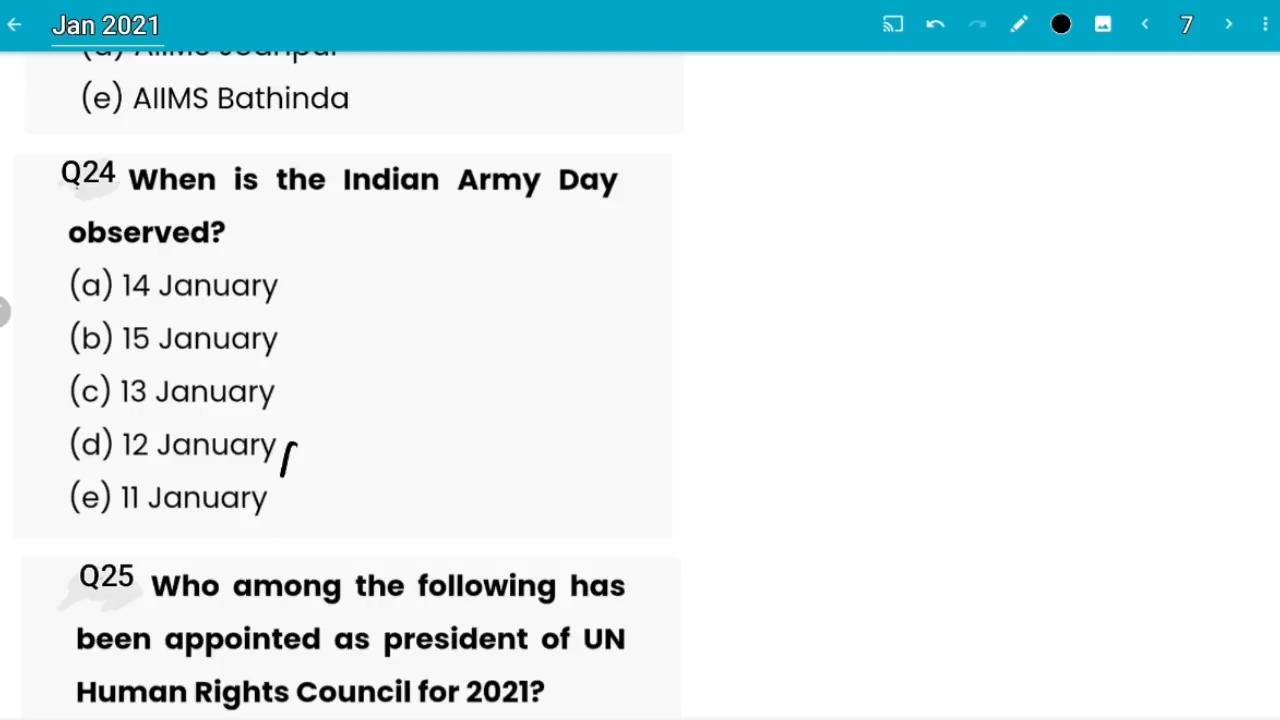 Jan 2021
7
(e) AIIMS Bathinda
Q24 When is the Indian Army Day
observed?
(a) 14 January
(b) 15 January
(c) 13 January
(d) 12 January
(e) 11 January
Q25 Who among the following has
been appointed as president of UN
Human Rights Council for 2021?